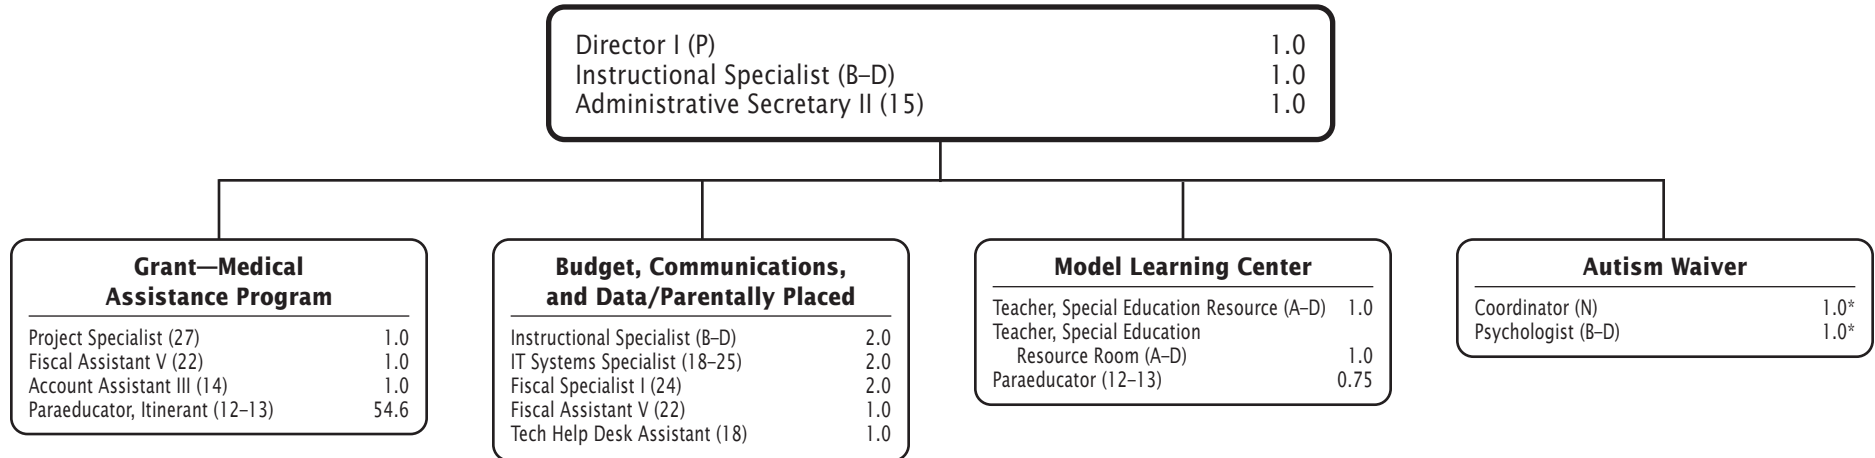 Director I (P) 1.0
Instructional Specialist (B–D) 1.0
Administrative Secretary II (15) 1.0
Grant—Medical
Assistance Program
Project Specialist (27) 1.0
Fiscal Assistant V (22) 1.0
Account Assistant III (14) 1.0
Paraeducator, Itinerant (12–13) 54.6
Budget, Communications,
and Data/Parentally Placed
Instructional Specialist (B–D) 2.0
IT Systems Specialist (18–25) 2.0
Fiscal Specialist I (24) 2.0
Fiscal Assistant V (22) 1.0
Tech Help Desk Assistant (18) 1.0
Model Learning Center
Teacher, Special Education Resource (A–D) 1.0
Teacher, Special Education
Resource Room (A–D) 1.0
Paraeducator (12–13) 0.75
Autism Waiver
Coordinator (N) 1.0*
Psychologist (B–D) 1.0*